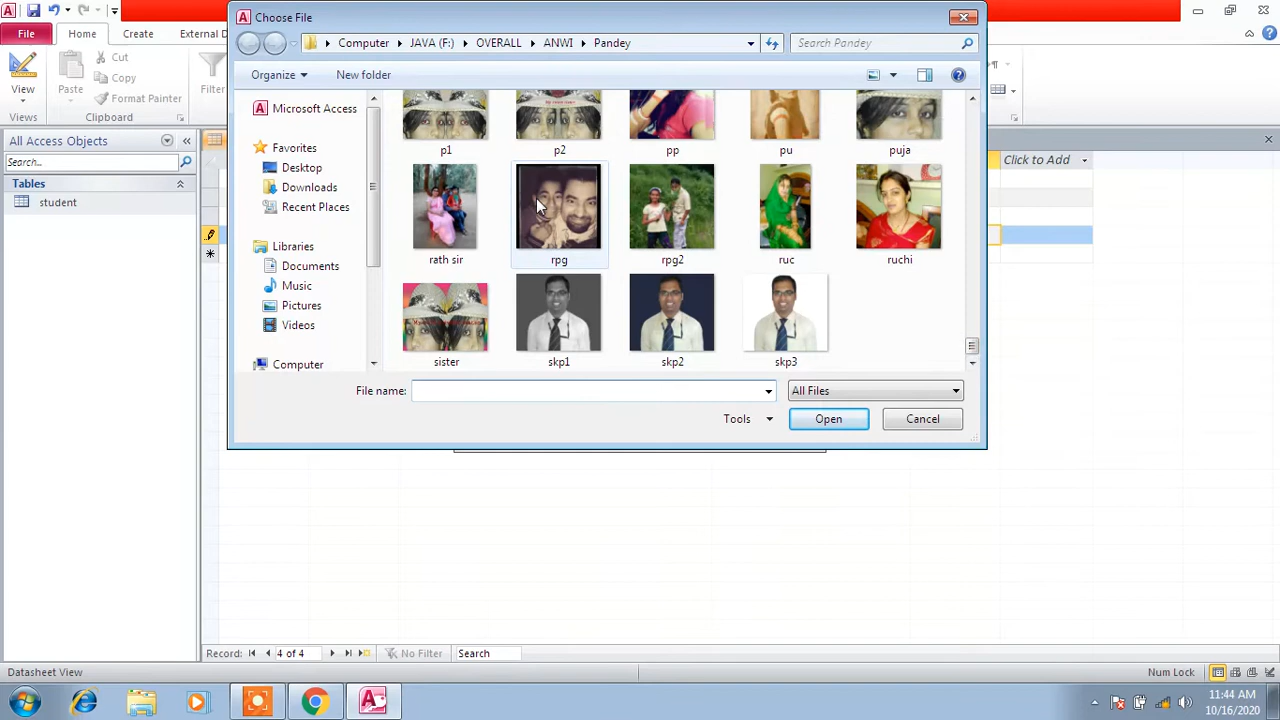 File
Home
Create
External D
View
Paste
Cut
Copy
Format Painter
Filter
Views
Clipboard
Choose File
Computer ▸ JAVA (F:) ▸ OVERALL ▸ ANWI ▸ Pandey
Search Pandey
Organize
New folder
Microsoft Access
Favorites
Desktop
Downloads
Recent Places
Libraries
Documents
Music
Pictures
Videos
Computer
p1
p2
pp
pu
puja
rath sir
rpg
rpg2
ruc
ruchi
sister
skp1
skp2
skp3
File name:
All Files
Tools
Open
Cancel
All Access Objects
Search...
Tables
student
Click to Add
Record:
4 of 4
No Filter
Search
Datasheet View
Num Lock
11:44 AM
10/16/2020